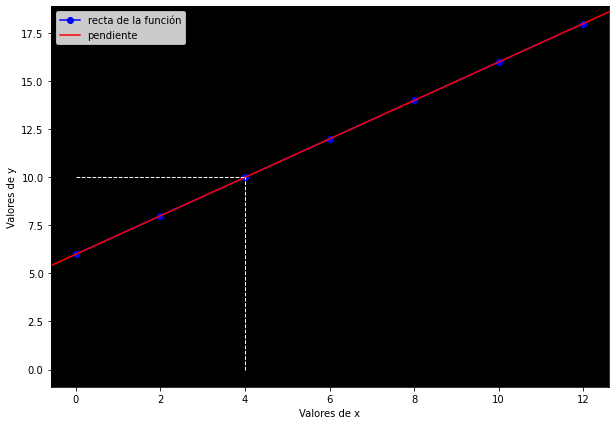 recta de la función
pendiente
17.5
15.0
12.5
10.0
7.5
5.0
2.5
0.0
Valores de y
0 2 4 6 8 10 12
Valores de x